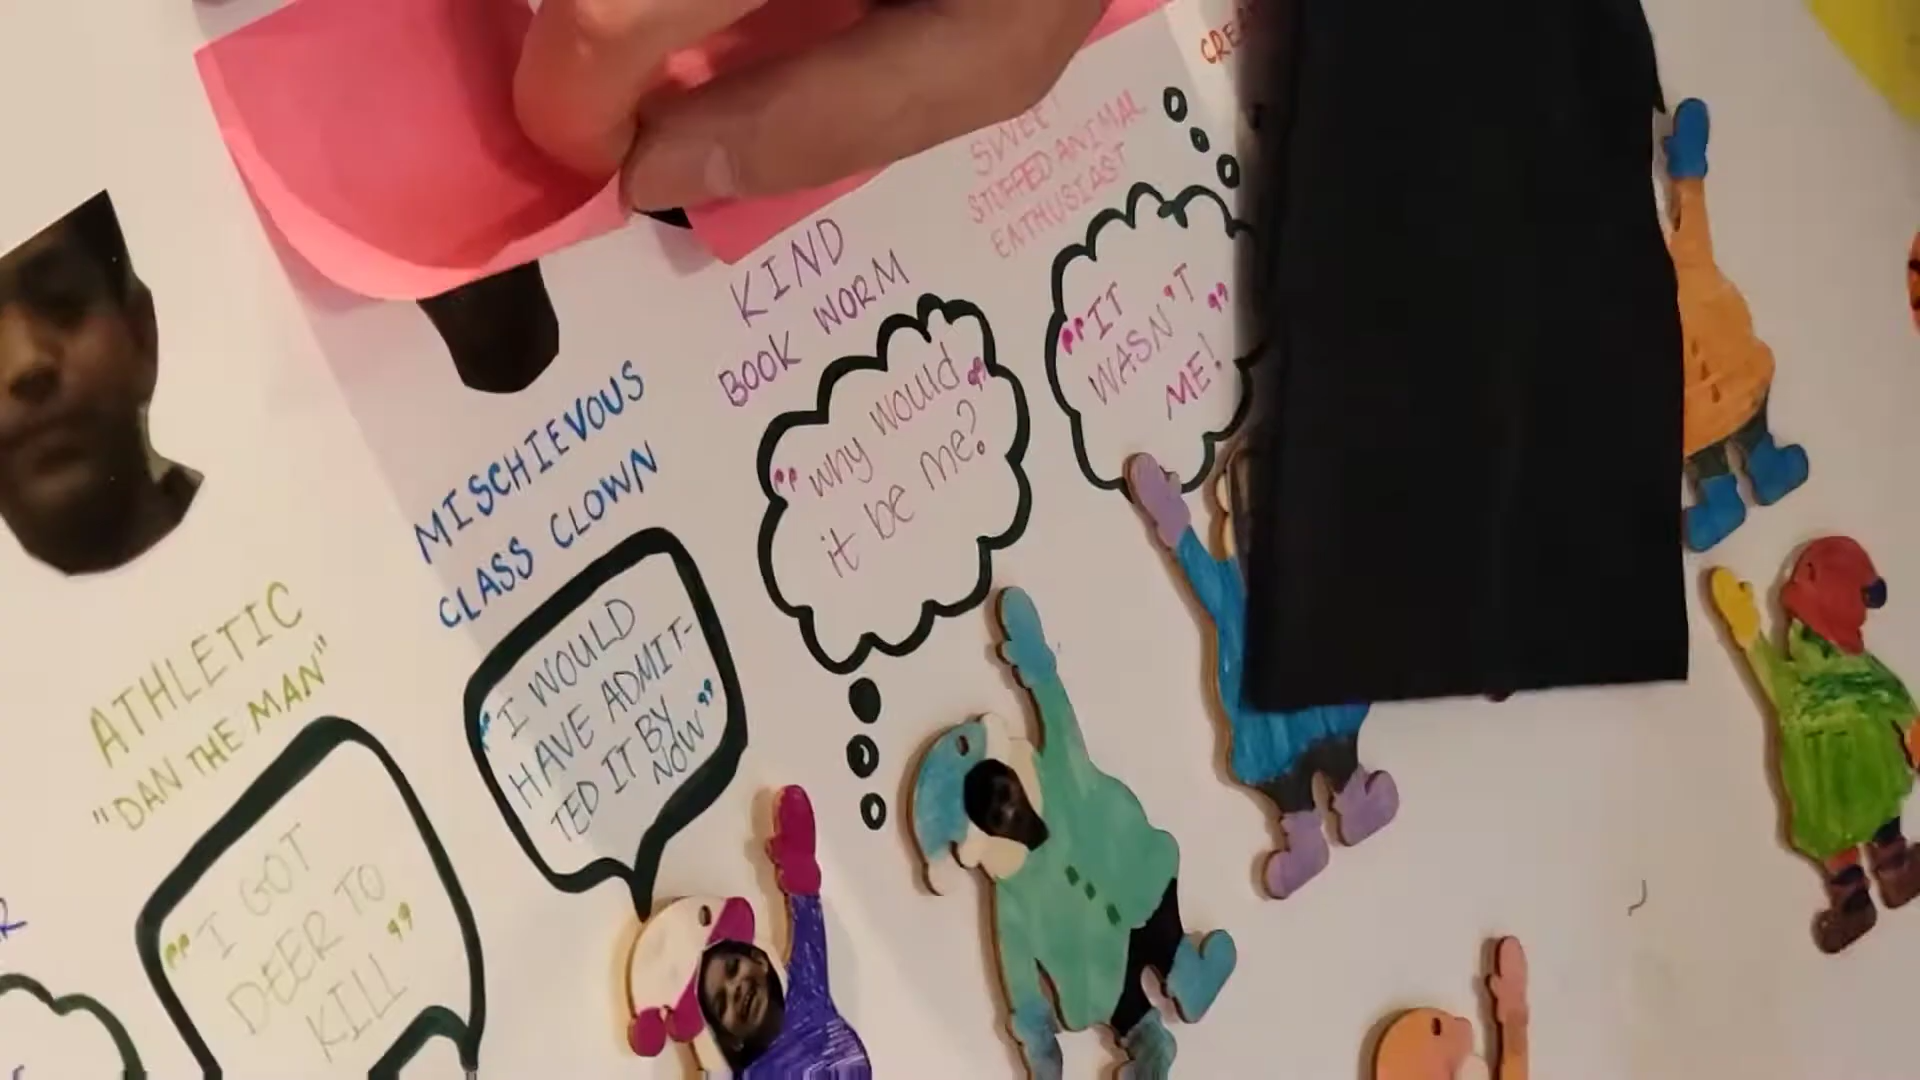 SWEET
STUFFED ANIMAL
ENTHUSIAST
KIND
BOOK WORM
MISCHIEVOUS
CLASS CLOWN
ATHLETIC
"DAN THE MAN"
"IT
WASN'T
ME!"
"why would
it be me?"
"I WOULD
HAVE ADMIT-
TED IT BY
NOW"
"I GOT
DEER TO
KILL"